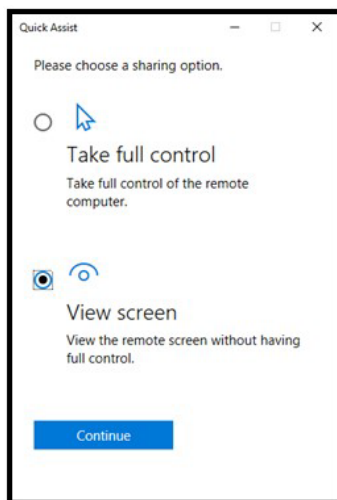 Quick Assist
Please choose a sharing option.
Take full control
Take full control of the remote
computer.
View screen
View the remote screen without having
full control.
Continue